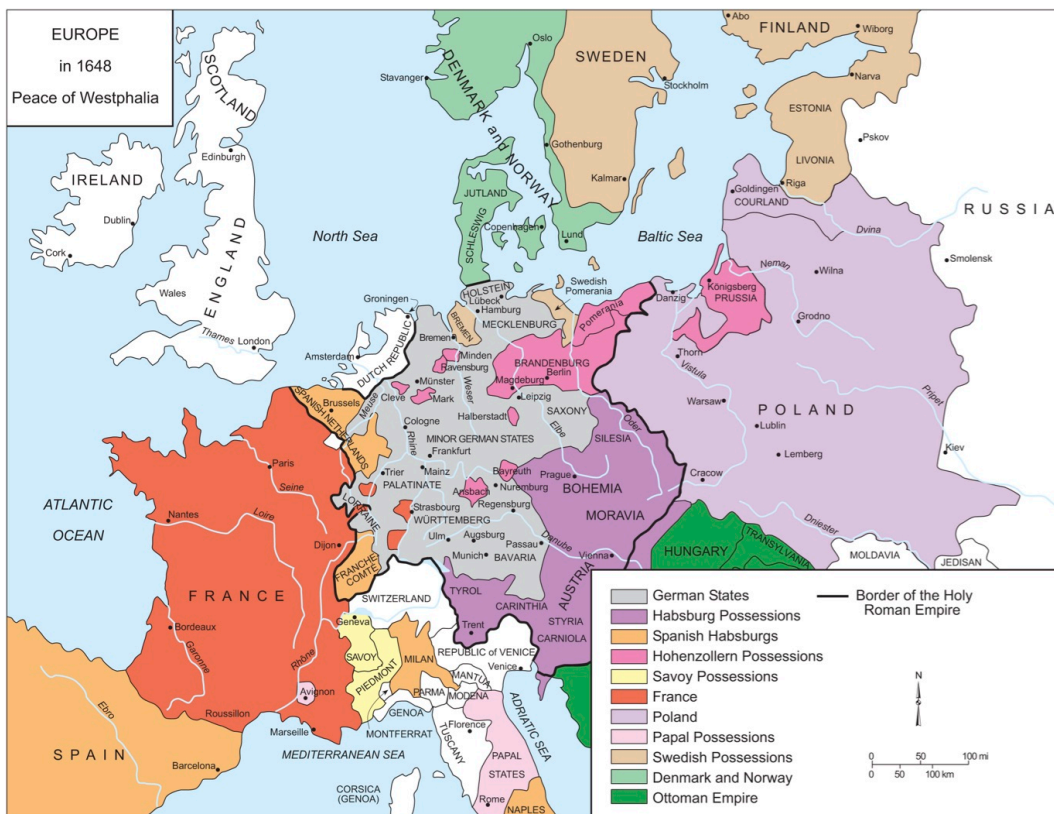 EUROPE
in 1648
Peace of Westphalia
SCOTLAND
Edinburgh
IRELAND
Dublin
Cork
ENGLAND
Wales
Thames
London
North Sea
DENMARK and NORWAY
Oslo
Stavanger
SWEDEN
Stockholm
Gothenburg
Kalmar
FINLAND
Abo
Wiborg
Narva
ESTONIA
Pskov
LIVONIA
Riga
Goldingen
COURLAND
RUSSIA
Dvina
Smolensk
JUTLAND
SCHLESWIG
Copenhagen
Lund
Baltic Sea
Neman
Wilna
Königsberg
PRUSSIA
Danzig
Grodno
Groningen
HOLSTEIN
Lübeck
Hamburg
Swedish
Pomerania
Pomerania
MECKLENBURG
BREMEN
Bremen
Amsterdam
DUTCH REPUBLIC
Minden
Ravensburg
BRANDENBURG
Berlin
Magdeburg
Thorn
Vistula
Warsaw
POLAND
Pripet
Lublin
Kiev
Lemberg
Cracow
Dniester
SPANISH NETHERLANDS
Brussels
Meuse
Münster
Cleve
Mark
Weser
Halberstadt
Leipzig
SAXONY
Elbe
Oder
SILESIA
Cologne
Rhine
MINOR GERMAN STATES
Frankfurt
Trier
Mainz
PALATINATE
Bayreuth
Ansbach
Nuremburg
Prague
BOHEMIA
MORAVIA
Paris
Seine
ATLANTIC
OCEAN
Nantes
Loire
LORRAINE
Strasbourg
WÜRTTEMBERG
Regensburg
Ulm
Augsburg
Passau
Danube
Vienna
Munich
BAVARIA
AUSTRIA
HUNGARY
TRANSYLVANIA
MOLDAVIA
JEDISAN
Dijon
FRANCHE
COMTE
FRANCE
SWITZERLAND
TYROL
CARINTHIA
STYRIA
CARNIOLA
Geneva
Trent
Bordeaux
Garonne
Rhône
SAVOY
PIEDMONT
MILAN
REPUBLIC of VENICE
Venice
MANTUA
PARMA
MODENA
Avignon
GENOA
MONTFERRAT
Florence
TUSCANY
ADRIATIC SEA
Ebro
Roussillon
Marseille
MEDITERRANEAN SEA
SPAIN
Barcelona
CORSICA
(GENOA)
PAPAL
STATES
Rome
NAPLES
German States
Habsburg Possessions
Spanish Habsburgs
Hohenzollern Possessions
Savoy Possessions
France
Poland
Papal Possessions
Swedish Possessions
Denmark and Norway
Ottoman Empire
Border of the Holy
Roman Empire
N
0 50 100 mi
0 50 100 km